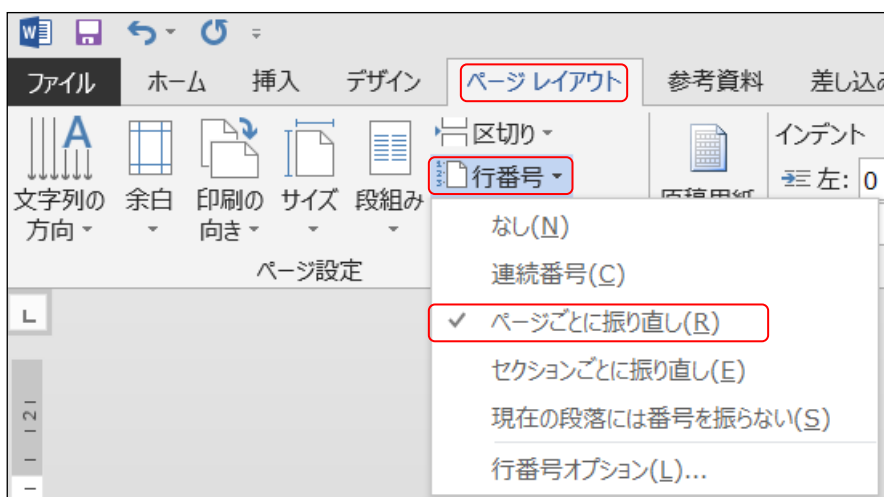 ファイル ホーム 挿入 デザイン ページ レイアウト 参考資料 差し込み
文字列の方向 余白 印刷の向き サイズ 段組み
区切り
行番号
原稿用紙
インデント
左: 0
ページ設定
なし(N)
連続番号(C)
ページごとに振り直し(R)
セクションごとに振り直し(E)
現在の段落には番号を振らない(S)
行番号オプション(L)...
L
2